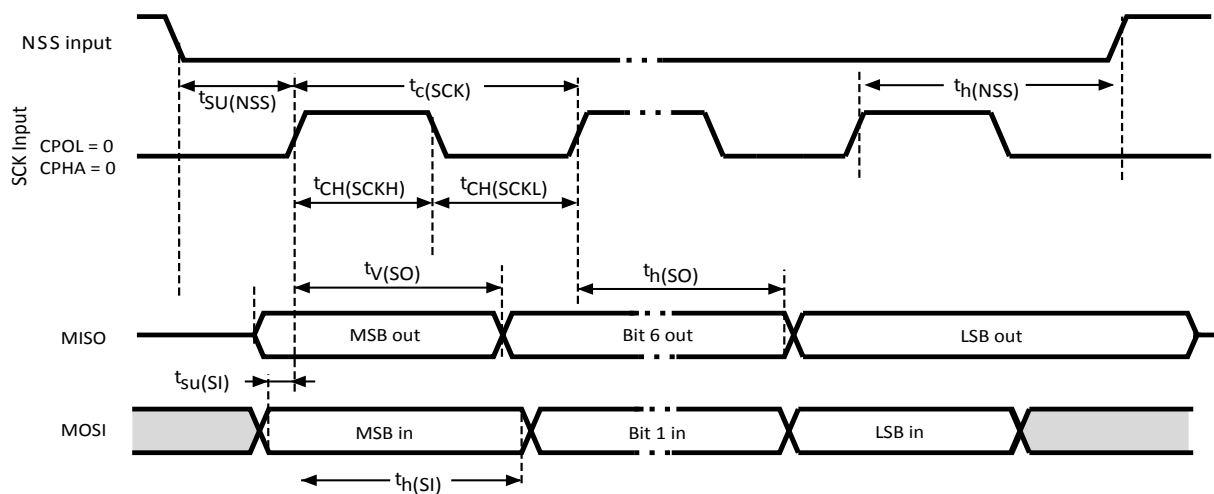 NSS input
tSU(NSS)
tc(SCK)
th(NSS)
SCK Input
CPOL = 0
CPHA = 0
tCH(SCKH)
tCH(SCKL)
tV(SO)
th(SO)
MISO
MSB out
Bit 6 out
LSB out
tsu(SI)
MOSI
MSB in
Bit 1 in
LSB in
th(SI)